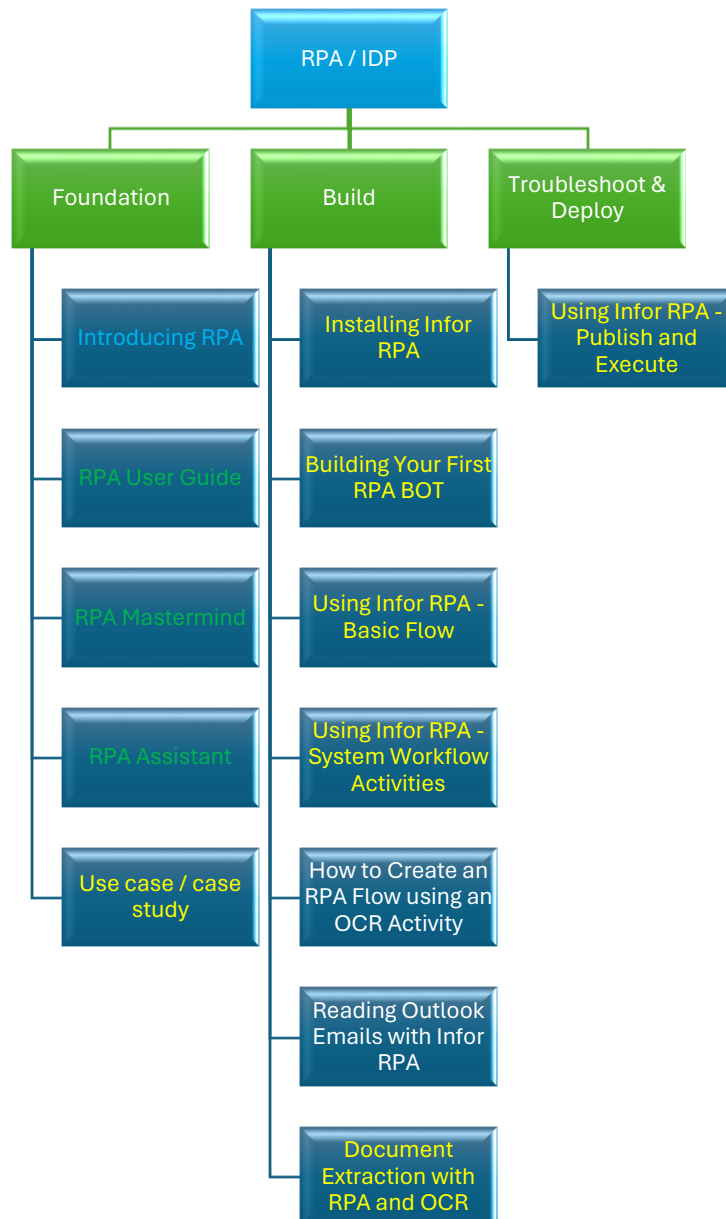 RPA / IDP
Foundation
Build
Troubleshoot &
Deploy
Introducing RPA
RPA User Guide
RPA Mastermind
RPA Assistant
Use case / case
study
Installing Infor
RPA
Building Your First
RPA BOT
Using Infor RPA -
Basic Flow
Using Infor RPA -
System Workflow
Activities
How to Create an
RPA Flow using an
OCR Activity
Reading Outlook
Emails with Infor
RPA
Document
Extraction with
RPA and OCR
Using Infor RPA -
Publish and
Execute